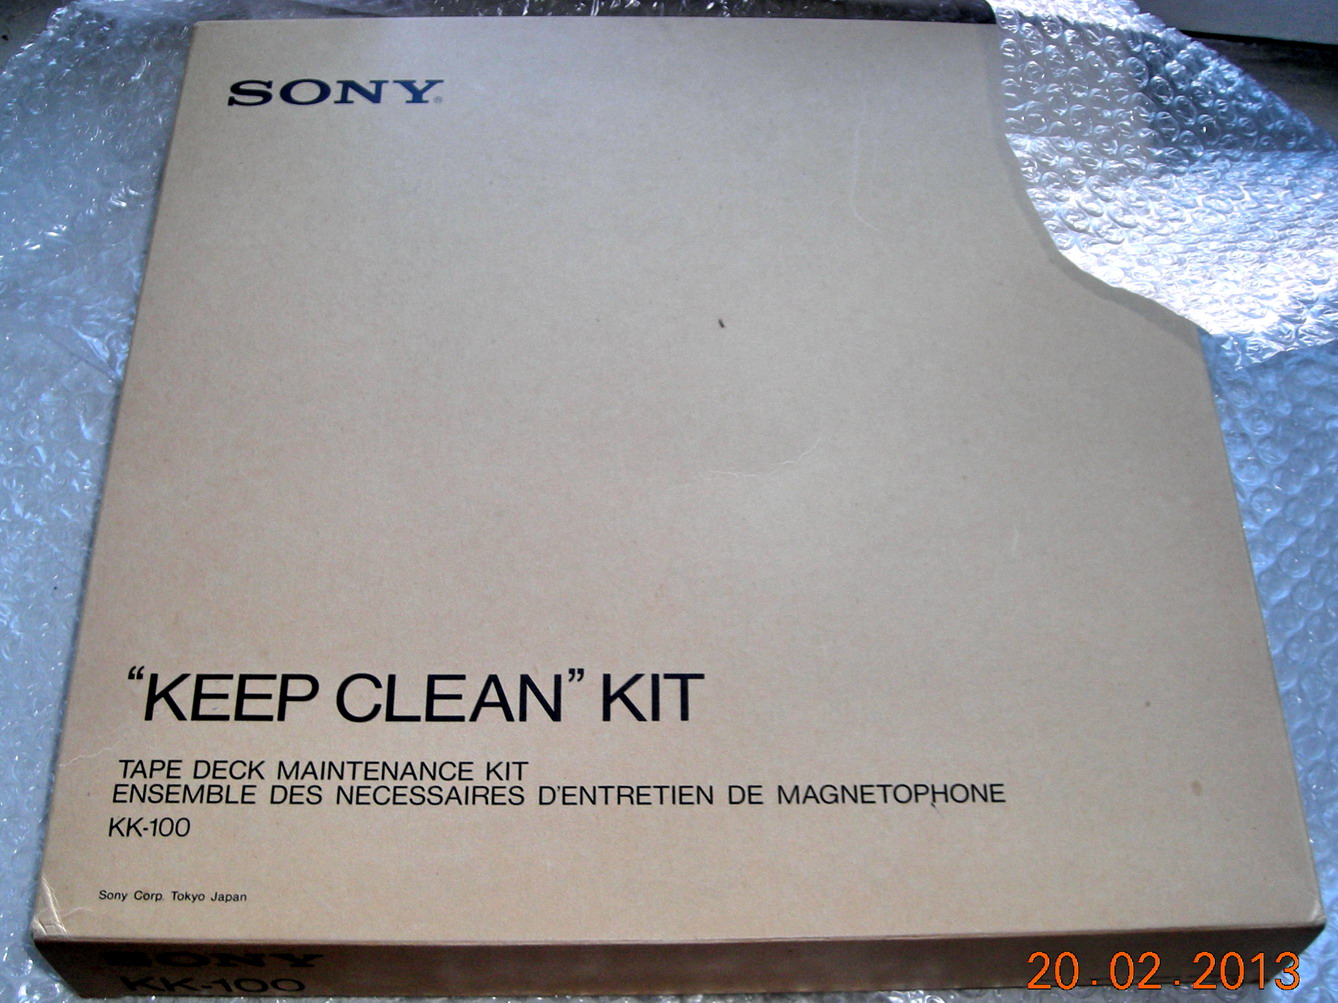 SONY®
“KEEP CLEAN” KIT
TAPE DECK MAINTENANCE KIT
ENSEMBLE DES NECESSAIRES D'ENTRETIEN DE MAGNETOPHONE
KK-100
Sony Corp. Tokyo Japan
SONY
KK-100
20.02.2013